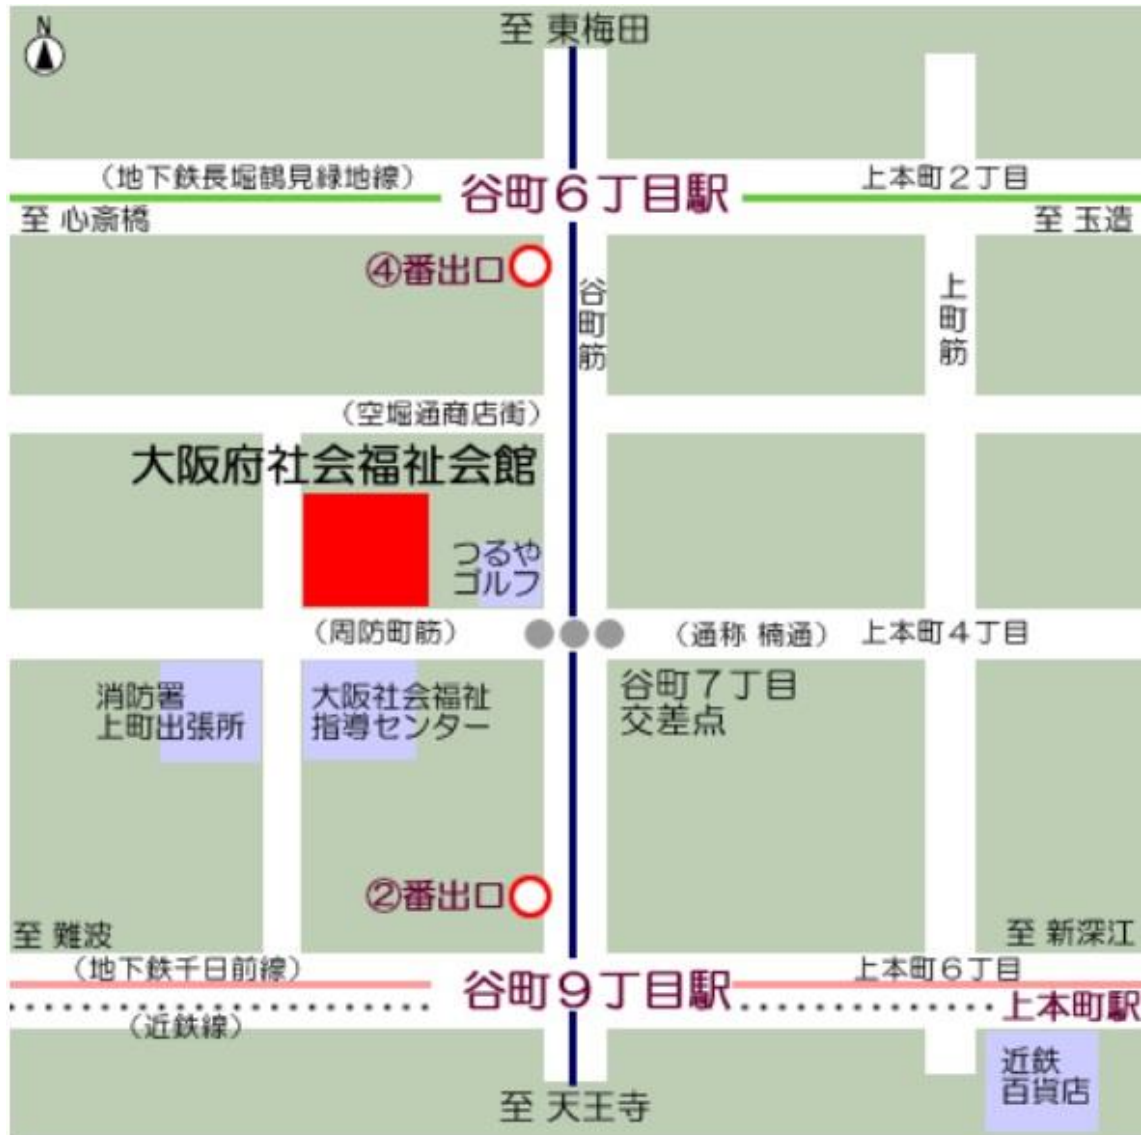 N
至 東梅田
（地下鉄長堀鶴見緑地線）
谷町６丁目駅
上本町２丁目
至 心斎橋
至 玉造
④番出口
谷町筋
上町筋
（空堀通商店街）
大阪府社会福祉会館
つるや
ゴルフ
（周防町筋）
（通称 楠通）
上本町４丁目
消防署
上町出張所
大阪社会福祉
指導センター
谷町７丁目
交差点
②番出口
至 難波
至 新深江
（地下鉄千日前線）
谷町９丁目駅
上本町６丁目
上本町駅
（近鉄線）
近鉄
百貨店
至 天王寺